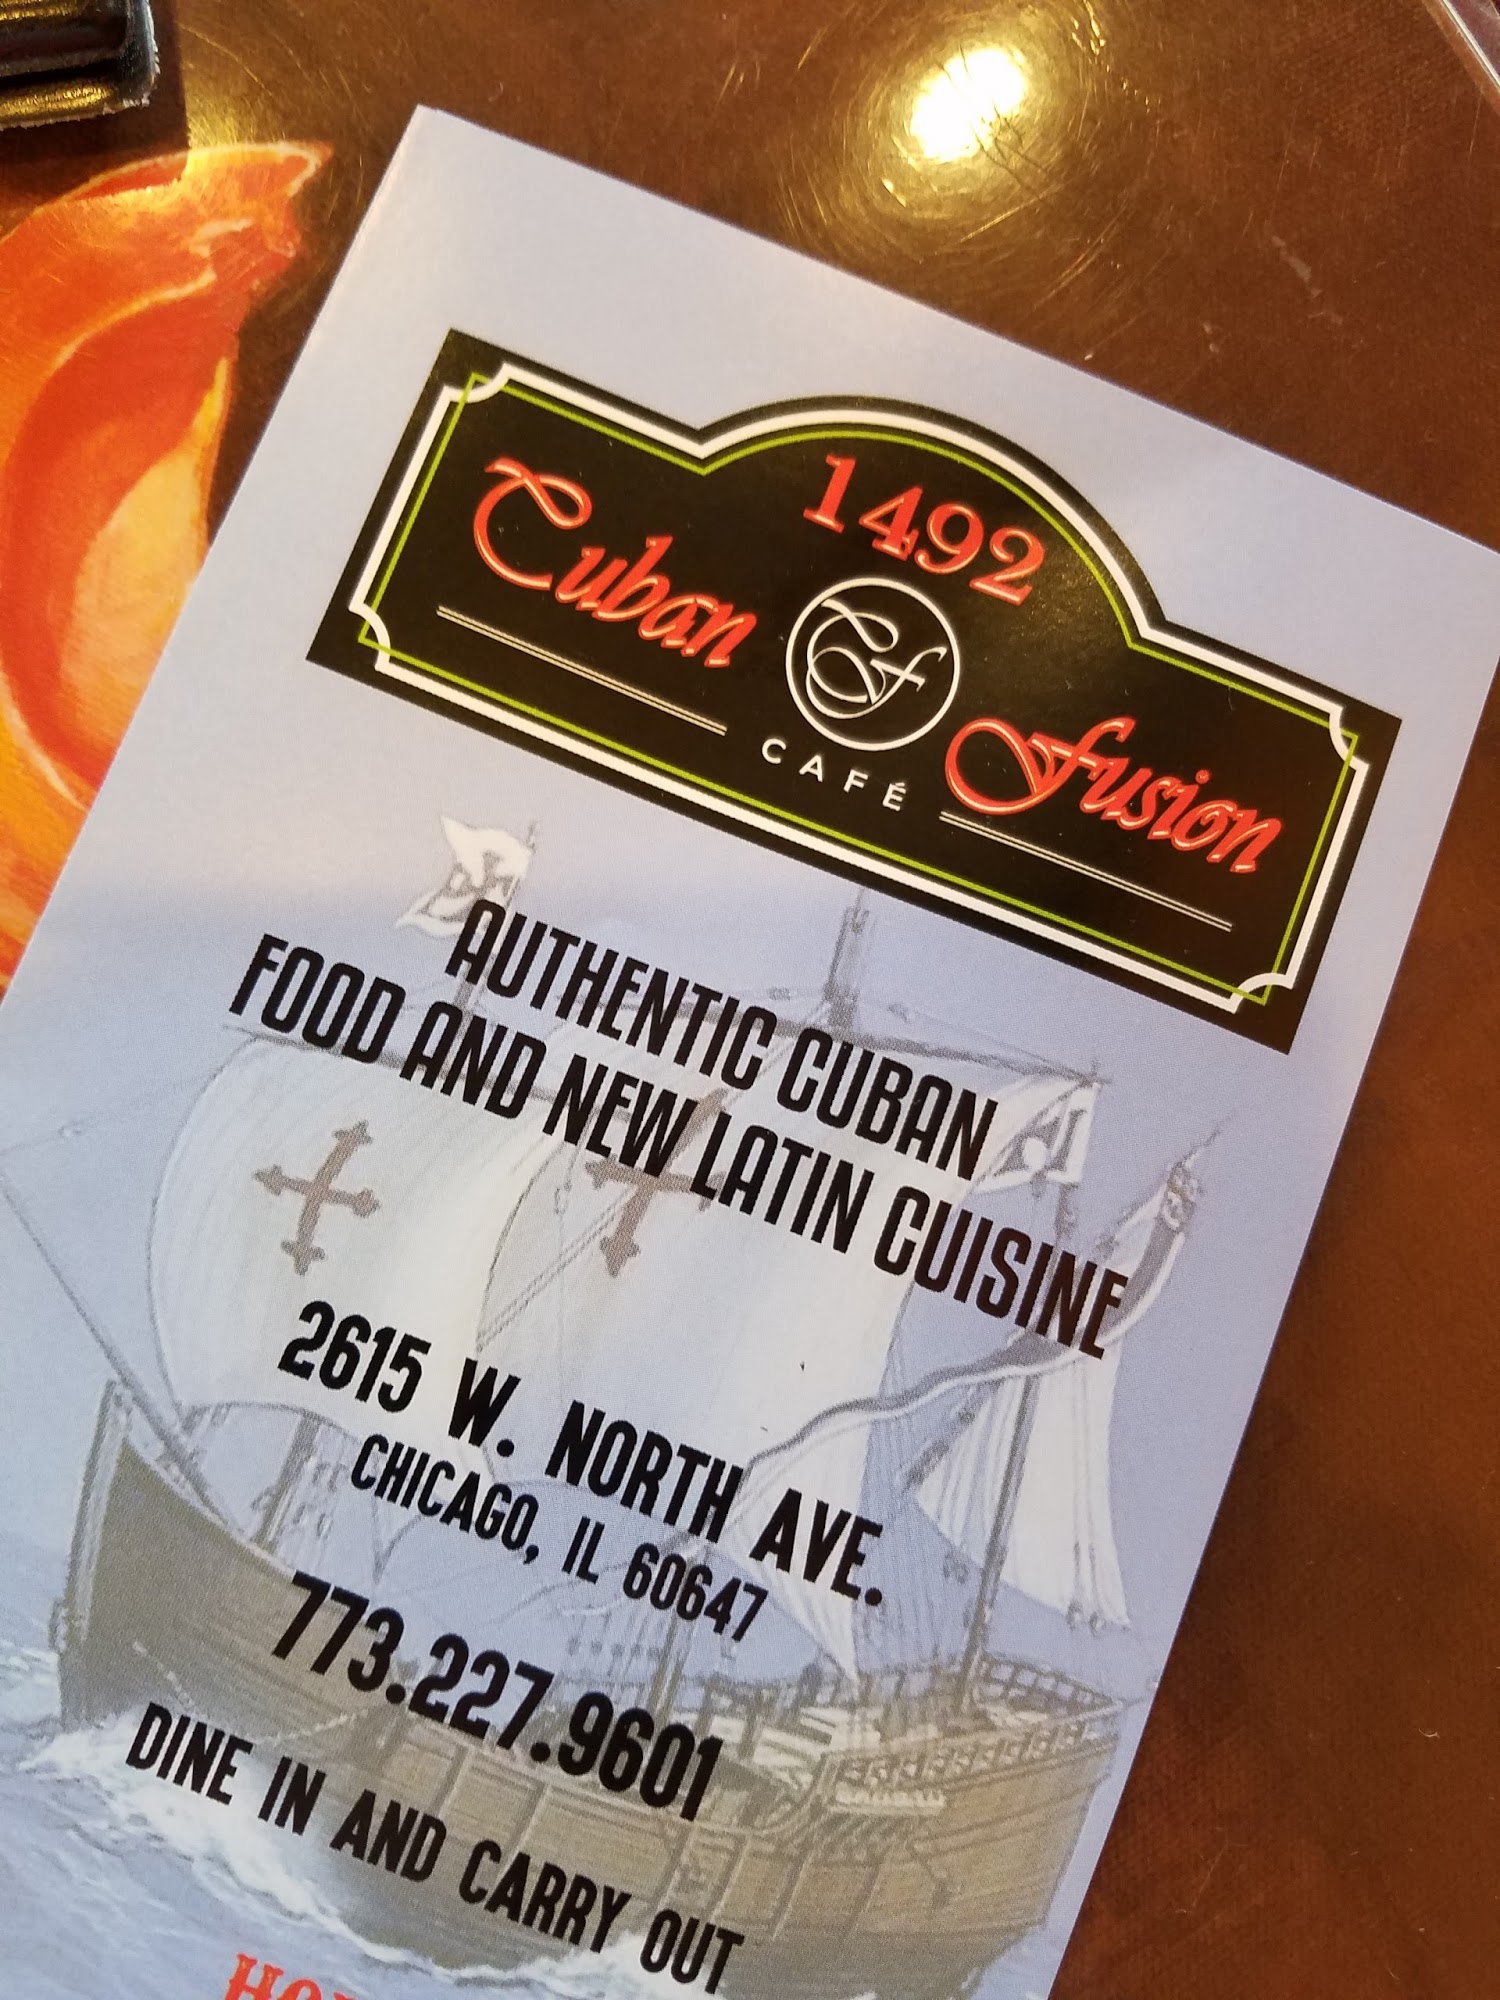 1492
Cuban Fusion
CF
CAFÉ
AUTHENTIC CUBAN
FOOD AND NEW LATIN CUISINE
2615 W. NORTH AVE.
CHICAGO, IL 60647
773.227.9601
DINE IN AND CARRY OUT